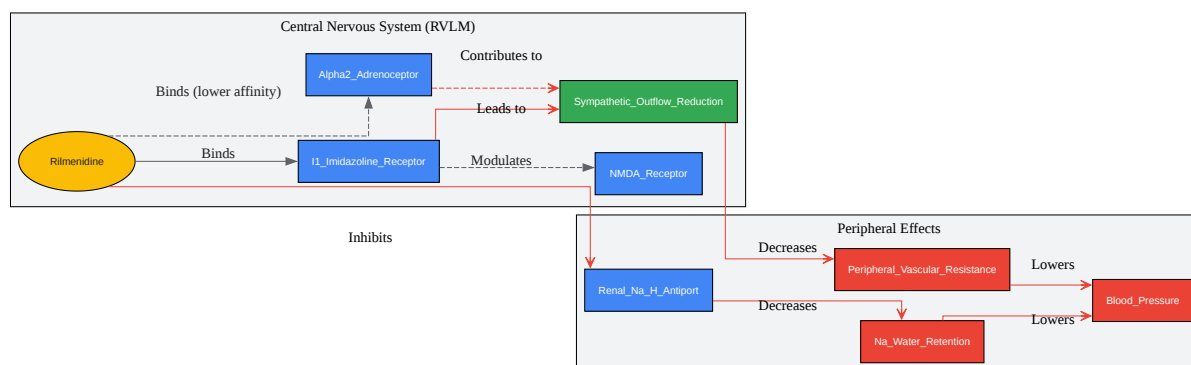 Central Nervous System (RVLM)
Contributes to
Alpha2_Adrenoceptor
Binds (lower affinity)
Sympathetic_Outflow_Reduction
Leads to
Rilmenidine
Binds
I1_Imidazoline_Receptor
Modulates
NMDA_Receptor
Inhibits
Peripheral Effects
Decreases
Peripheral_Vascular_Resistance
Lowers
Renal_Na_H_Antiport
Decreases
Blood_Pressure
Lowers
Na_Water_Retention